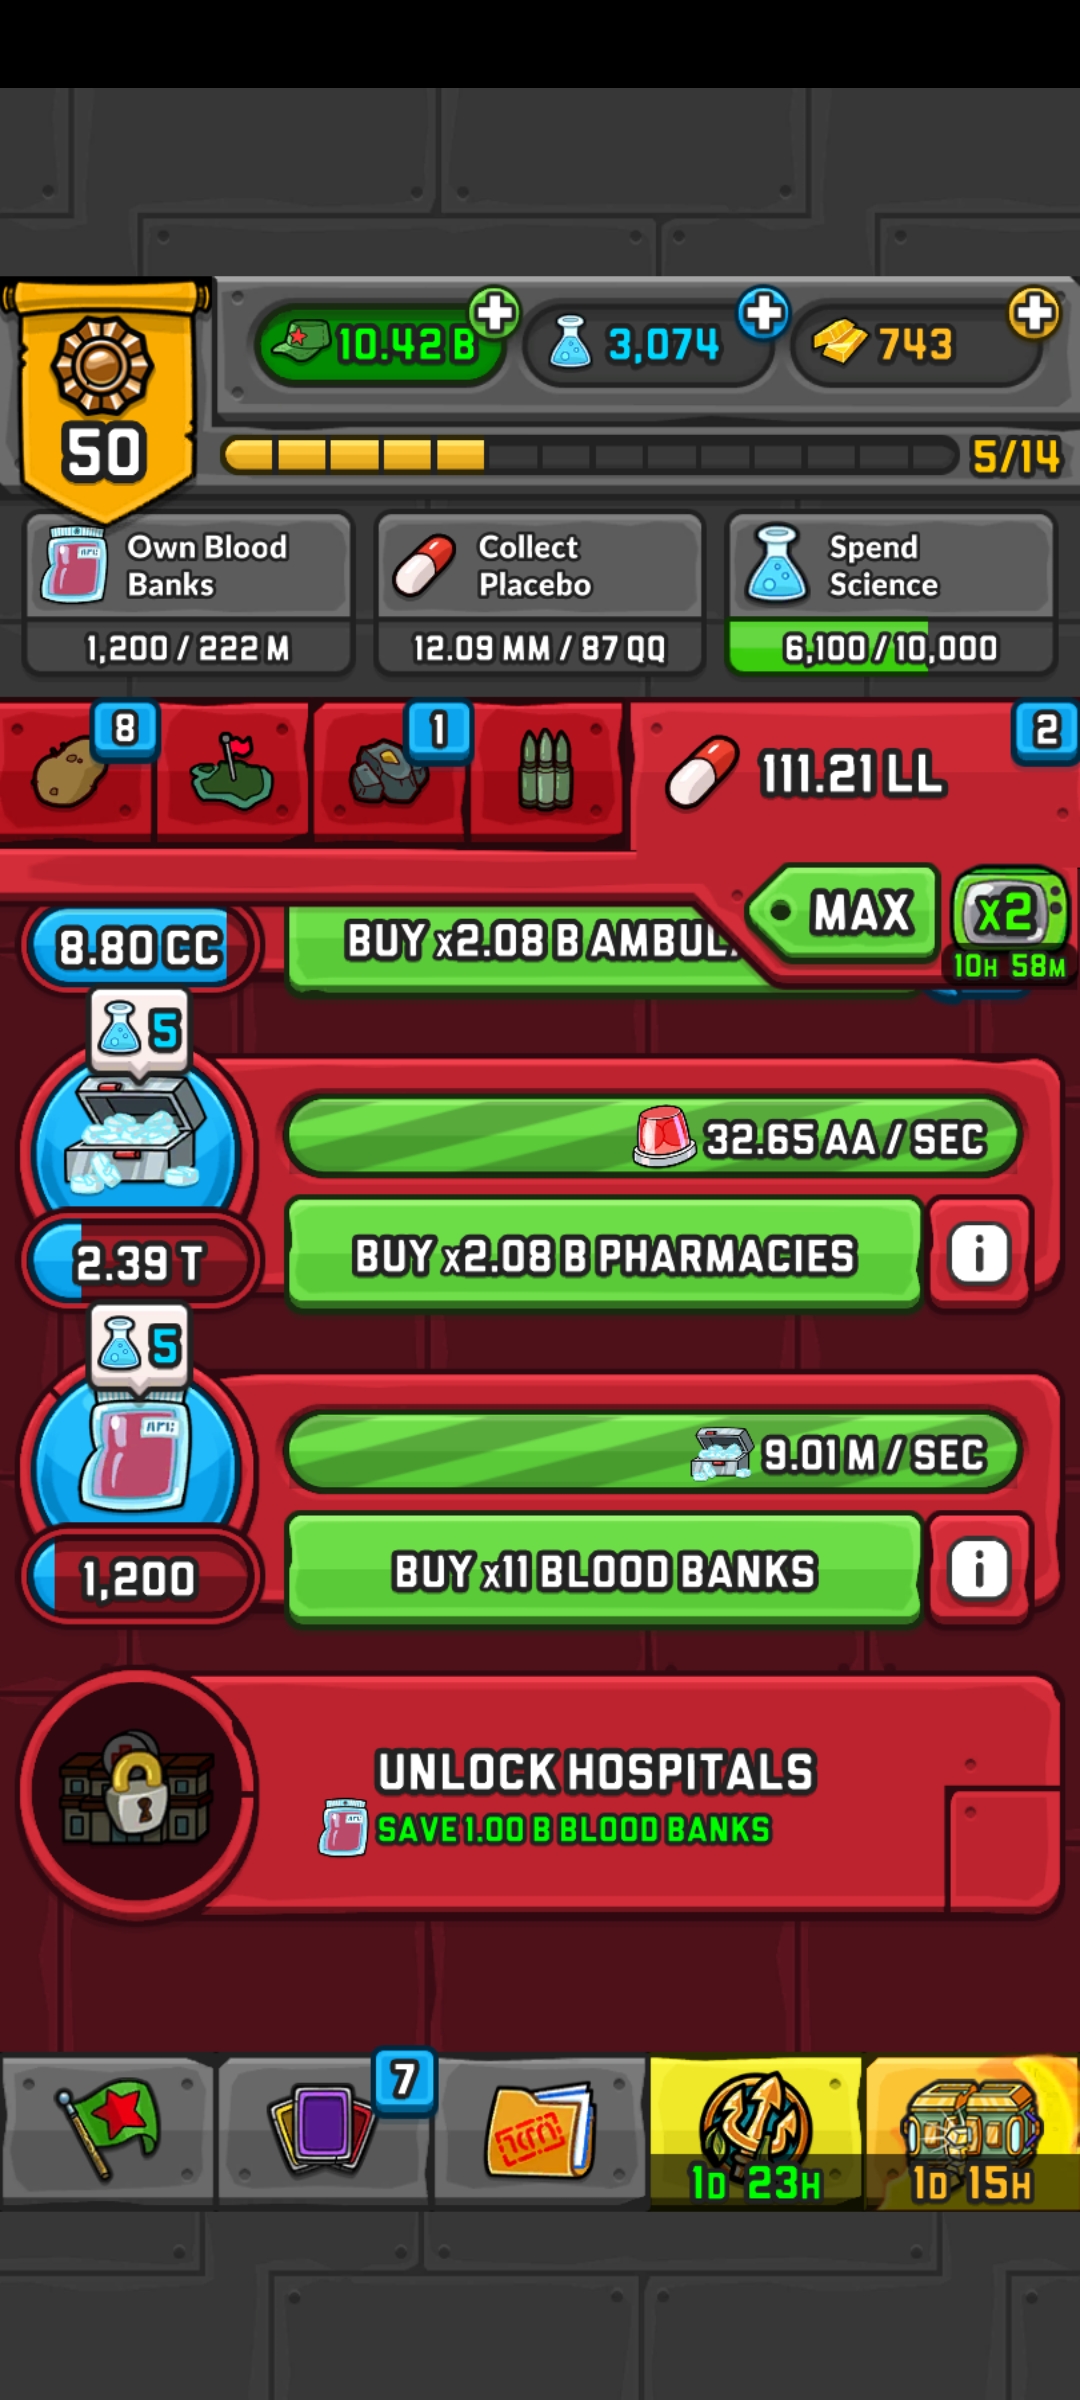 10.42 B
3,074
743
50
5/14
Own Blood
Banks
1,200 / 222 M
Collect
Placebo
12.09 MM / 87 QQ
Spend
Science
6,100 / 10,000
8
1
111.21 LL
2
MAX
x2
10H 58M
8.80 CC
BUY x2.08 B AMBUL
5
32.65 AA / SEC
2.39 T
BUY x2.08 B PHARMACIES
i
5
9.01 M / SEC
1,200
BUY x11 BLOOD BANKS
i
UNLOCK HOSPITALS
SAVE 1.00 B BLOOD BANKS
7
1D 23H
1D 15H